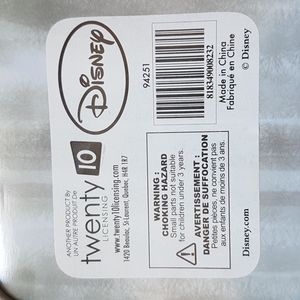 Disney
94251
818349008232
Made in China
Fabriqué en Chine
© Disney
ANOTHER PRODUCT BY
UN AUTRE PRODUIT DE
twenty 10
LICENSING
www.twenty10licensing.com
1420 Beaulac, St-Laurent, Quebec, H4R 1R7
WARNING:
CHOKING HAZARD
Small parts not suitable
for children under 3 years.
AVERTISSEMENT:
DANGER DE SUFFOCATION
Petites pièces, ne convient pas
aux enfants de moins de 3 ans.
Disney.com